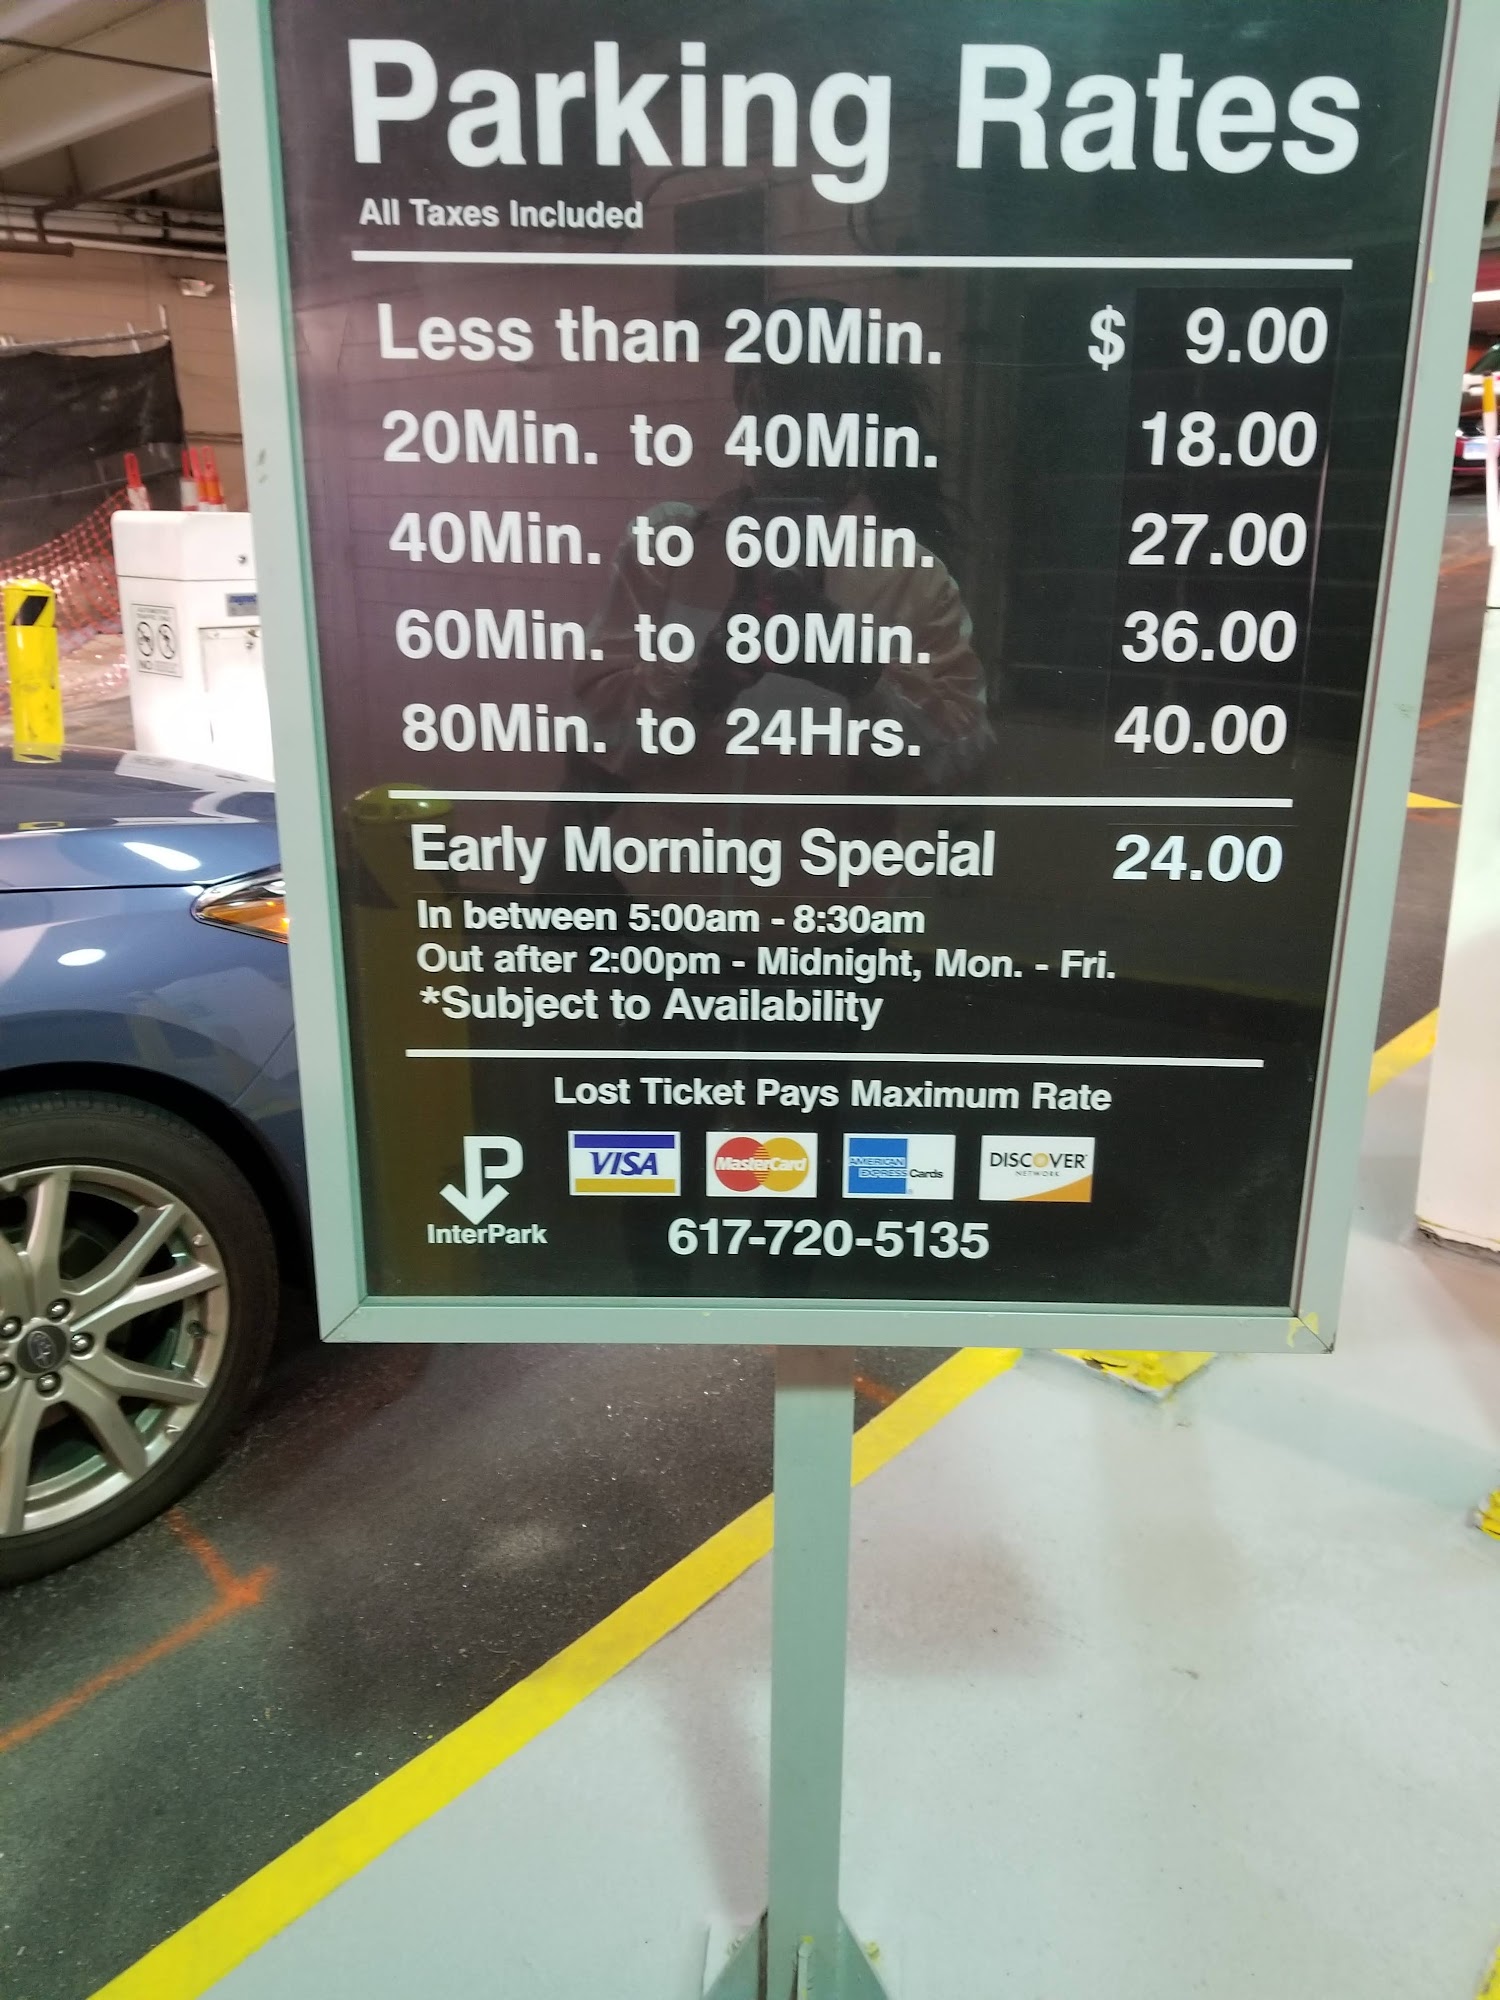 Parking Rates
All Taxes Included
Less than 20Min. $ 9.00
20Min. to 40Min. 18.00
40Min. to 60Min. 27.00
60Min. to 80Min. 36.00
80Min. to 24Hrs. 40.00
Early Morning Special 24.00
In between 5:00am - 8:30am
Out after 2:00pm - Midnight, Mon. - Fri.
*Subject to Availability
Lost Ticket Pays Maximum Rate
P
InterPark
VISA
MasterCard
AMERICAN EXPRESS Cards
DISCOVER
NETWORK
617-720-5135
NO